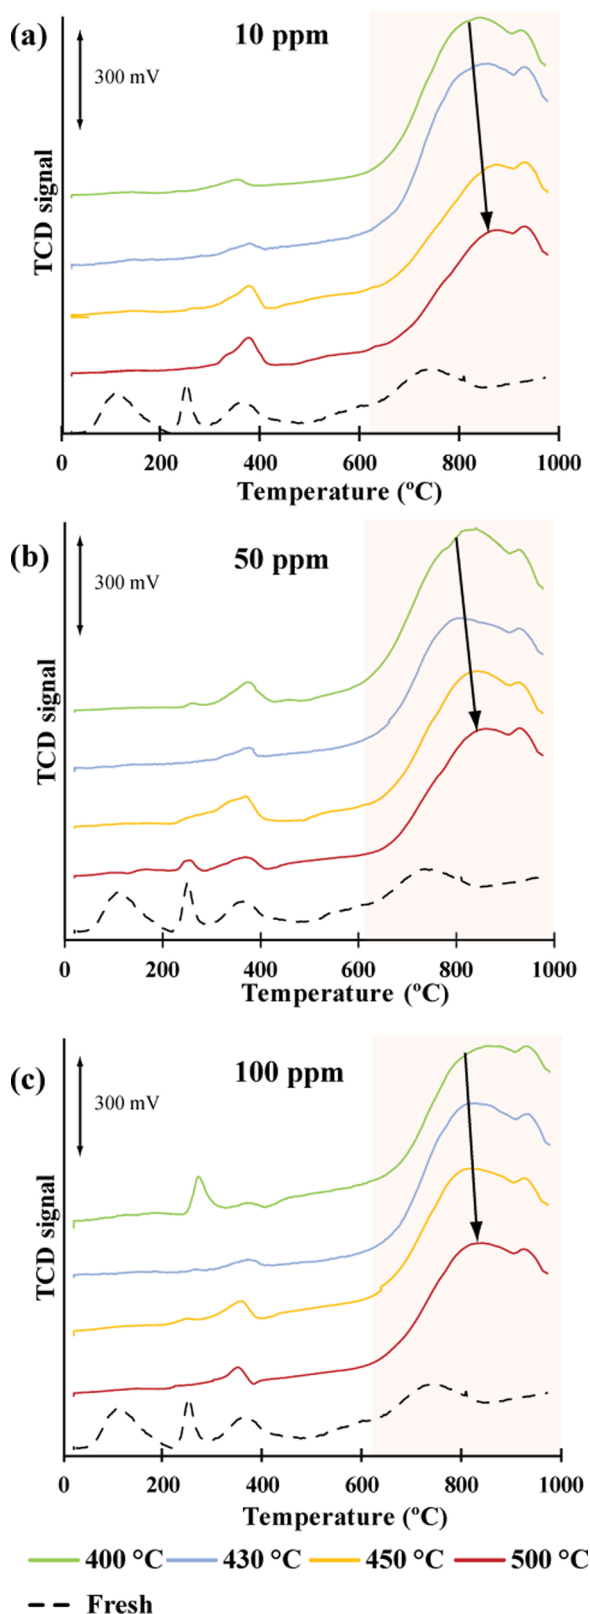 (a) 10 ppm
300 mV
TCD signal
0 200 400 600 800 1000
Temperature (ºC)
(b) 50 ppm
300 mV
TCD signal
0 200 400 600 800 1000
Temperature (ºC)
(c) 100 ppm
300 mV
TCD signal
0 200 400 600 800 1000
Temperature (ºC)
400 °C 430 °C 450 °C 500 °C
Fresh